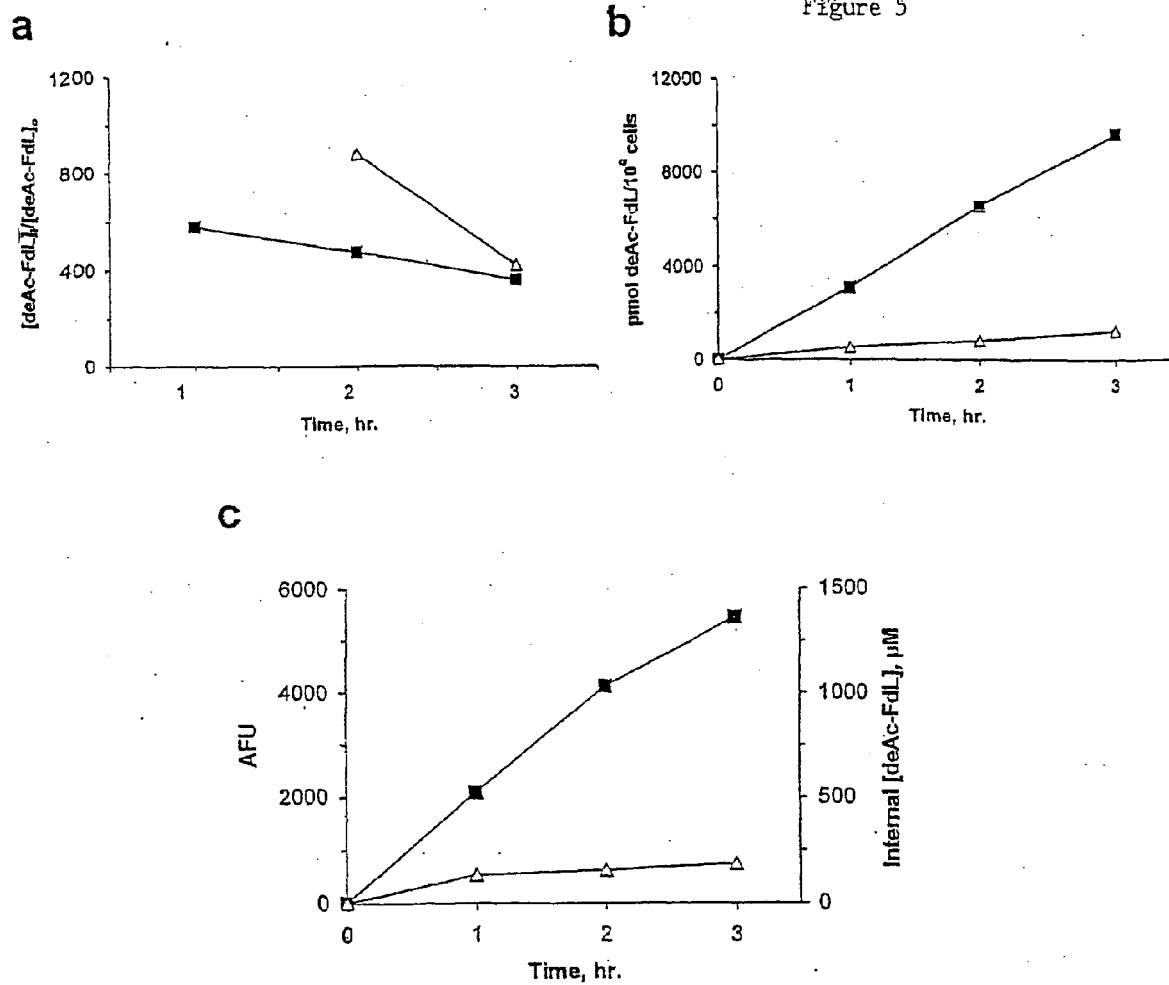 Figure 5
a
1200
800
400
0
1
2
3
Time, hr.
[deAc-FdL]i/[deAc-FdL]o
b
12000
8000
4000
0
0
1
2
3
Time, hr.
pmol deAc-FdL/10⁶ cells
c
6000
4000
2000
0
AFU
1500
1000
500
0
Internal [deAc-FdL], µM
0
1
2
3
Time, hr.